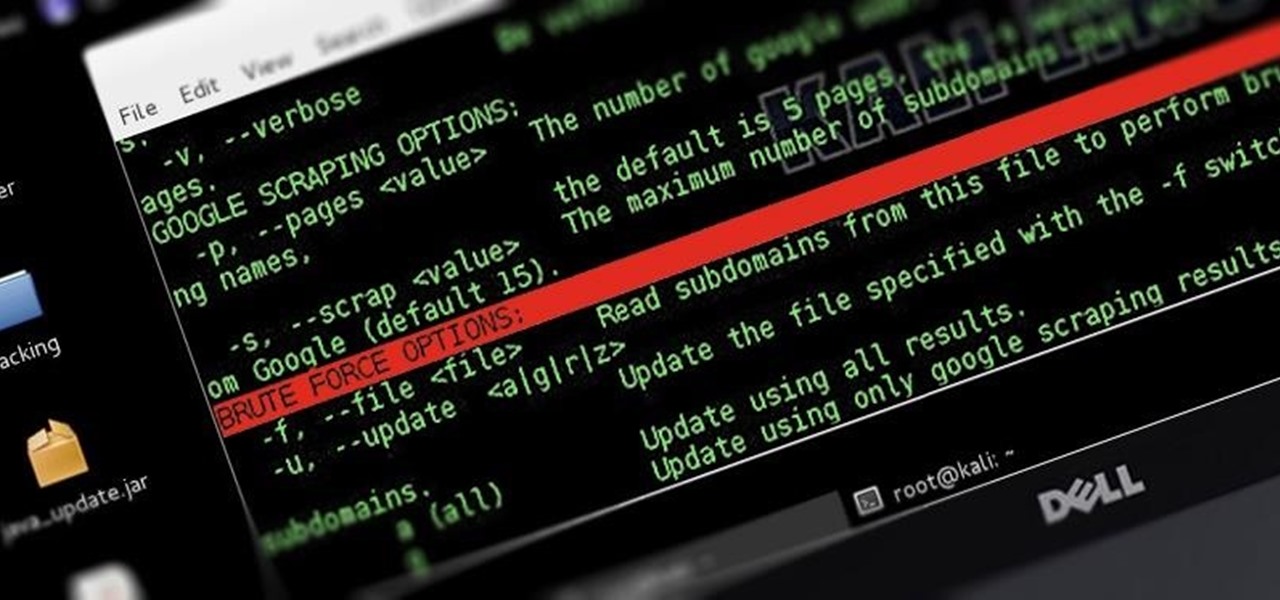 File Edit View Search
s.
-v, --verbose
ages.
GOOGLE SCRAPING OPTIONS:
-p, --pages <value> The number of google
ng names,
the default is 5 pages.
-s, --scrap <value> The maximum number of subdomains
om Google (default 15).
BRUTE FORCE OPTIONS:
-f, --file <file> Read subdomains from this file to perform bru
-u, --update <a|g|r|z> Update the file specified with the -f switc
subdomains.
a (all) Update using all results.
Update using only google scraping results
er
acking
java_update.jar
KALI
root@kali: ~
DELL